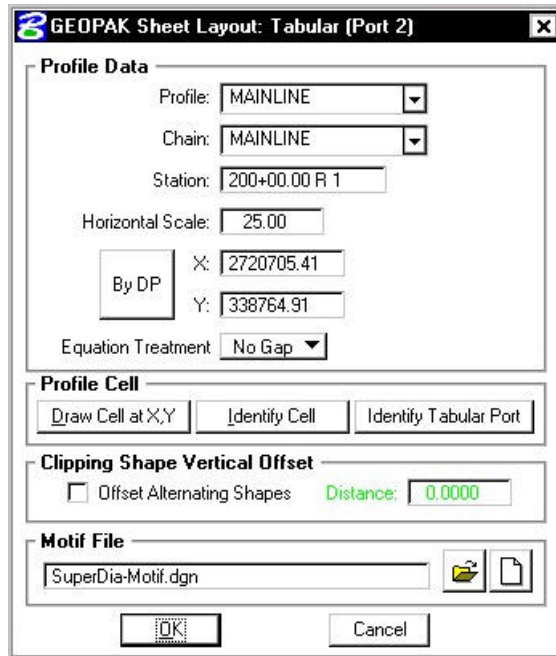 GEOPAK Sheet Layout: Tabular (Port 2)
Profile Data
Profile: MAINLINE
Chain: MAINLINE
Station: 200+00.00 R 1
Horizontal Scale: 25.00
By DP
X: 2720705.41
Y: 338764.91
Equation Treatment No Gap
Profile Cell
Draw Cell at X,Y Identify Cell Identify Tabular Port
Clipping Shape Vertical Offset
Offset Alternating Shapes Distance: 0.0000
Motif File
SuperDia-Motif.dgn
OK Cancel